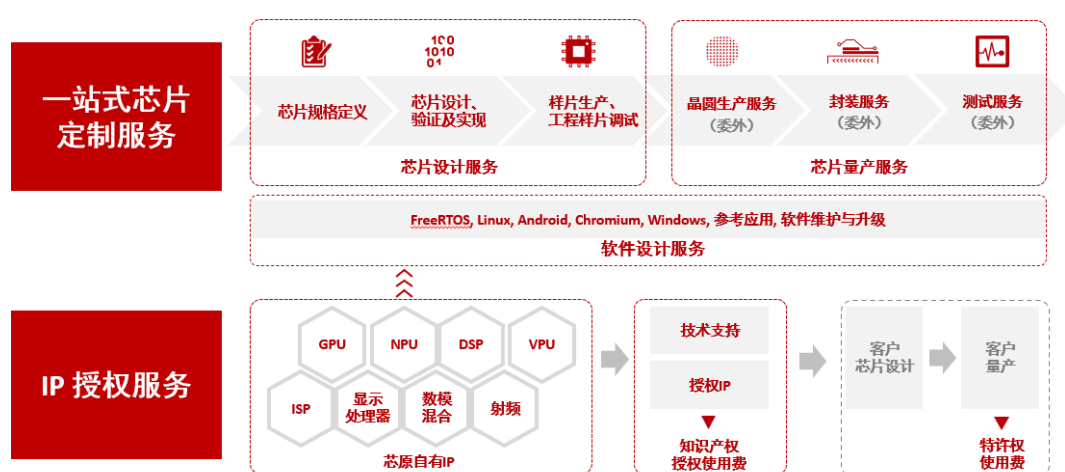 一站式芯片
定制服务
100
1010
01
芯片规格定义
芯片设计、
验证及实现
样片生产、
工程样片调试
芯片设计服务
晶圆生产服务
（委外）
封装服务
（委外）
测试服务
（委外）
芯片量产服务
FreeRTOS, Linux, Android, Chromium, Windows, 参考应用, 软件维护与升级
软件设计服务
IP 授权服务
GPU
NPU
DSP
VPU
ISP
显示
处理器
数模
混合
射频
芯原自有IP
技术支持
授权IP
知识产权
授权使用费
客户
芯片设计
客户
量产
特许权
使用费